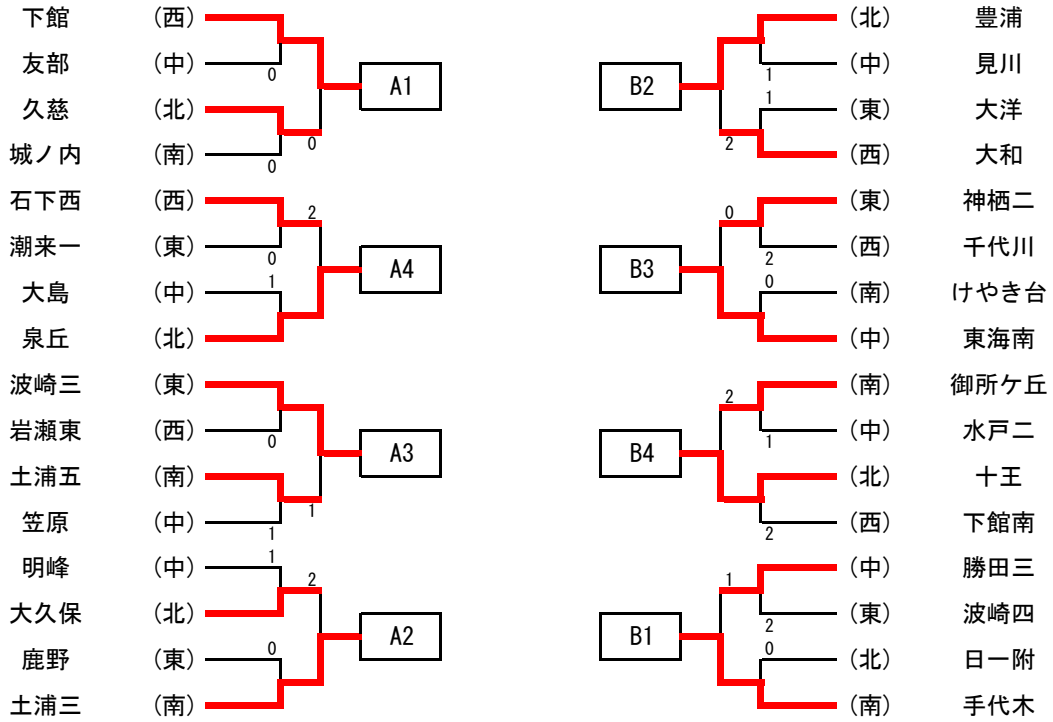 下館 （西） （北） 豊浦
友部 （中） 0 A1 B2 1 （中） 見川
久慈 （北） 1 （東） 大洋
城ノ内 （南） 0 0 2 （西） 大和
石下西 （西） 2 0 （東） 神栖二
潮来一 （東） 0 A4 B3 2 （西） 千代川
大島 （中） 1 0 （南） けやき台
泉丘 （北） （中） 東海南
波崎三 （東） 2 （南） 御所ケ丘
岩瀬東 （西） 0 A3 B4 1 （中） 水戸二
土浦五 （南） （北） 十王
笠原 （中） 1 1 2 （西） 下館南
明峰 （中） 1 2 1 （中） 勝田三
大久保 （北） A2 B1 2 （東） 波崎四
鹿野 （東） 0 0 （北） 日一附
土浦三 （南） （南） 手代木